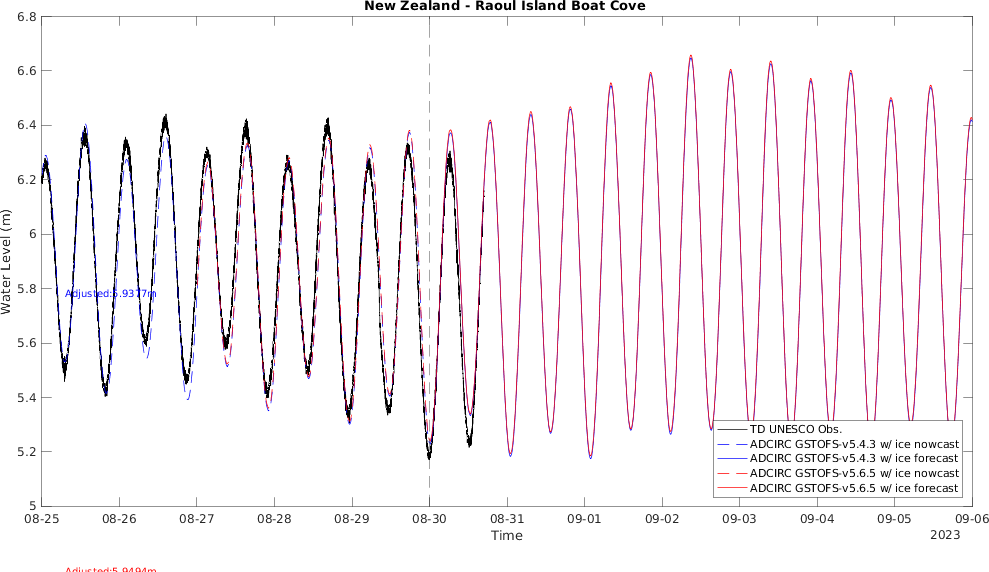 New Zealand - Raoul Island Boat Cove
6.8
6.6
6.4
6.2
6
5.8
5.6
5.4
5.2
5
Water Level (m)
Adjusted:5.9377m
TD UNESCO Obs.
ADCIRC GSTOFS-v5.4.3 w/ ice nowcast
ADCIRC GSTOFS-v5.4.3 w/ ice forecast
ADCIRC GSTOFS-v5.6.5 w/ ice nowcast
ADCIRC GSTOFS-v5.6.5 w/ ice forecast
08-25 08-26 08-27 08-28 08-29 08-30 08-31 09-01 09-02 09-03 09-04 09-05 09-06
Time
2023
Adjusted:5.9494m